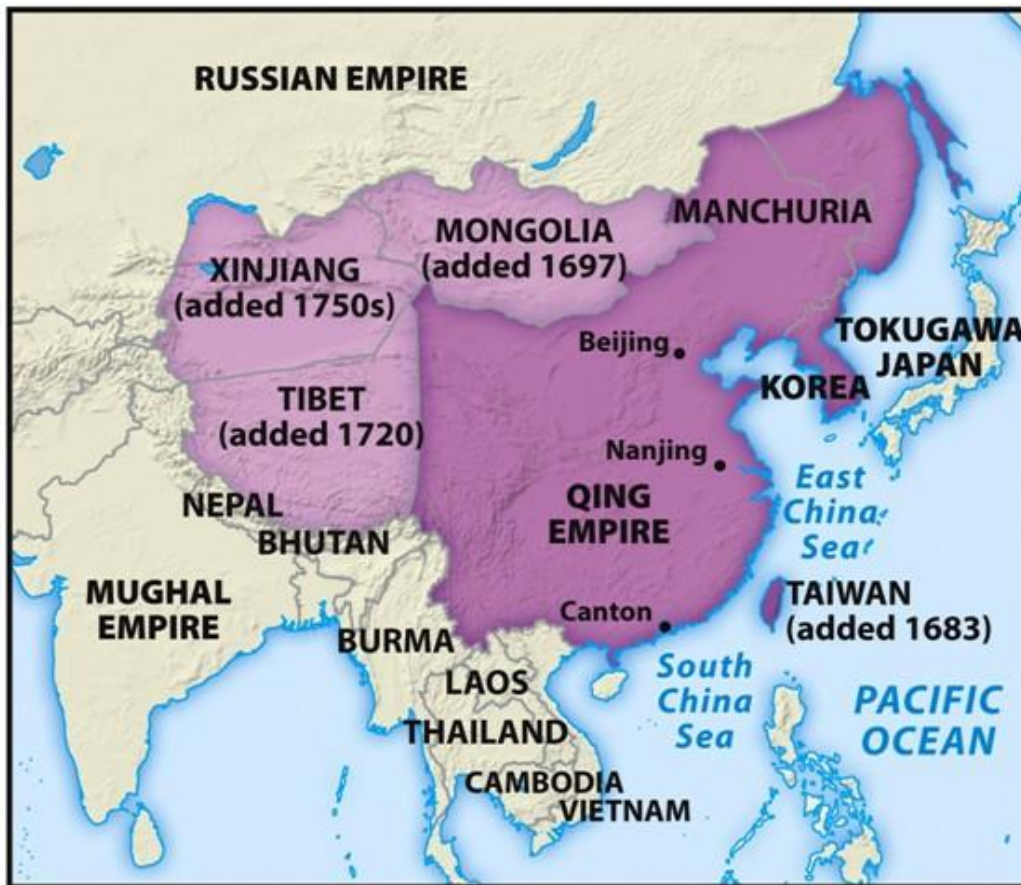 RUSSIAN EMPIRE
MANCHURIA
MONGOLIA
(added 1697)
XINJIANG
(added 1750s)
Beijing
TOKUGAWA
JAPAN
KOREA
TIBET
(added 1720)
Nanjing
East
China
Sea
QING
EMPIRE
NEPAL
BHUTAN
MUGHAL
EMPIRE
TAIWAN
(added 1683)
Canton
BURMA
LAOS
South
China
Sea
PACIFIC
OCEAN
THAILAND
CAMBODIA
VIETNAM